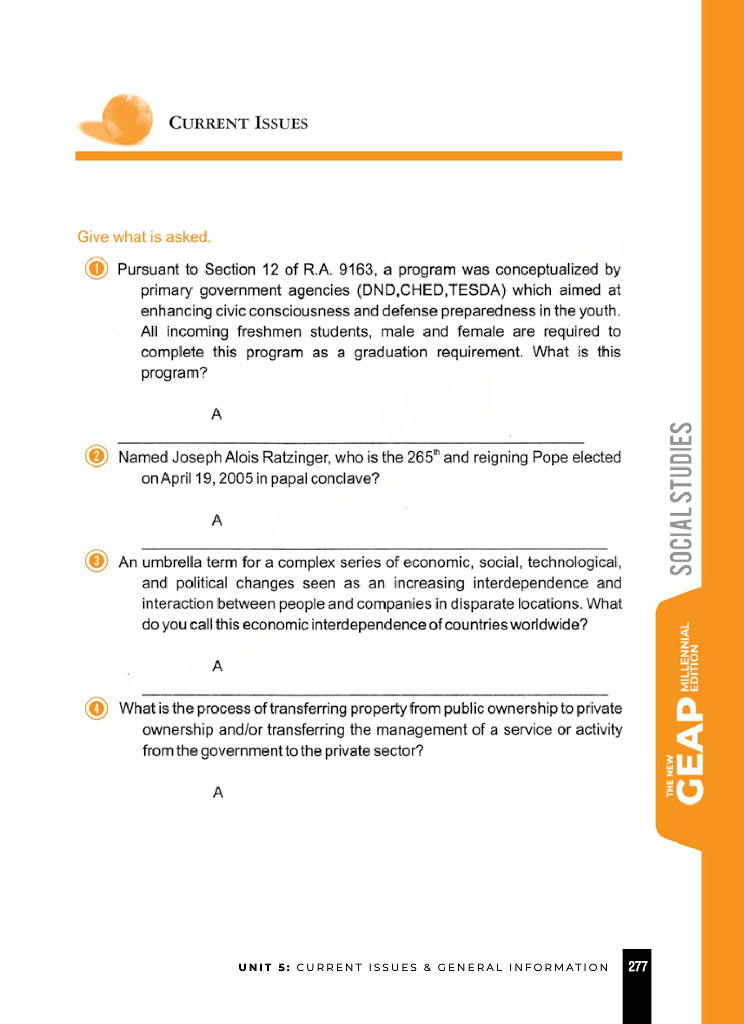 CURRENT ISSUES
Give what is asked.
1 Pursuant to Section 12 of R.A. 9163, a program was conceptualized by
primary government agencies (DND,CHED,TESDA) which aimed at
enhancing civic consciousness and defense preparedness in the youth.
All incoming freshmen students, male and female are required to
complete this program as a graduation requirement. What is this
program?
A
2 Named Joseph Alois Ratzinger, who is the 265th and reigning Pope elected
on April 19, 2005 in papal conclave?
A
3 An umbrella term for a complex series of economic, social, technological,
and political changes seen as an increasing interdependence and
interaction between people and companies in disparate locations. What
do you call this economic interdependence of countries worldwide?
A
4 What is the process of transferring property from public ownership to private
ownership and/or transferring the management of a service or activity
from the government to the private sector?
A
SOCIAL STUDIES
THE NEW
GEAP
MILLENNIAL
EDITION
UNIT 5: CURRENT ISSUES & GENERAL INFORMATION
277